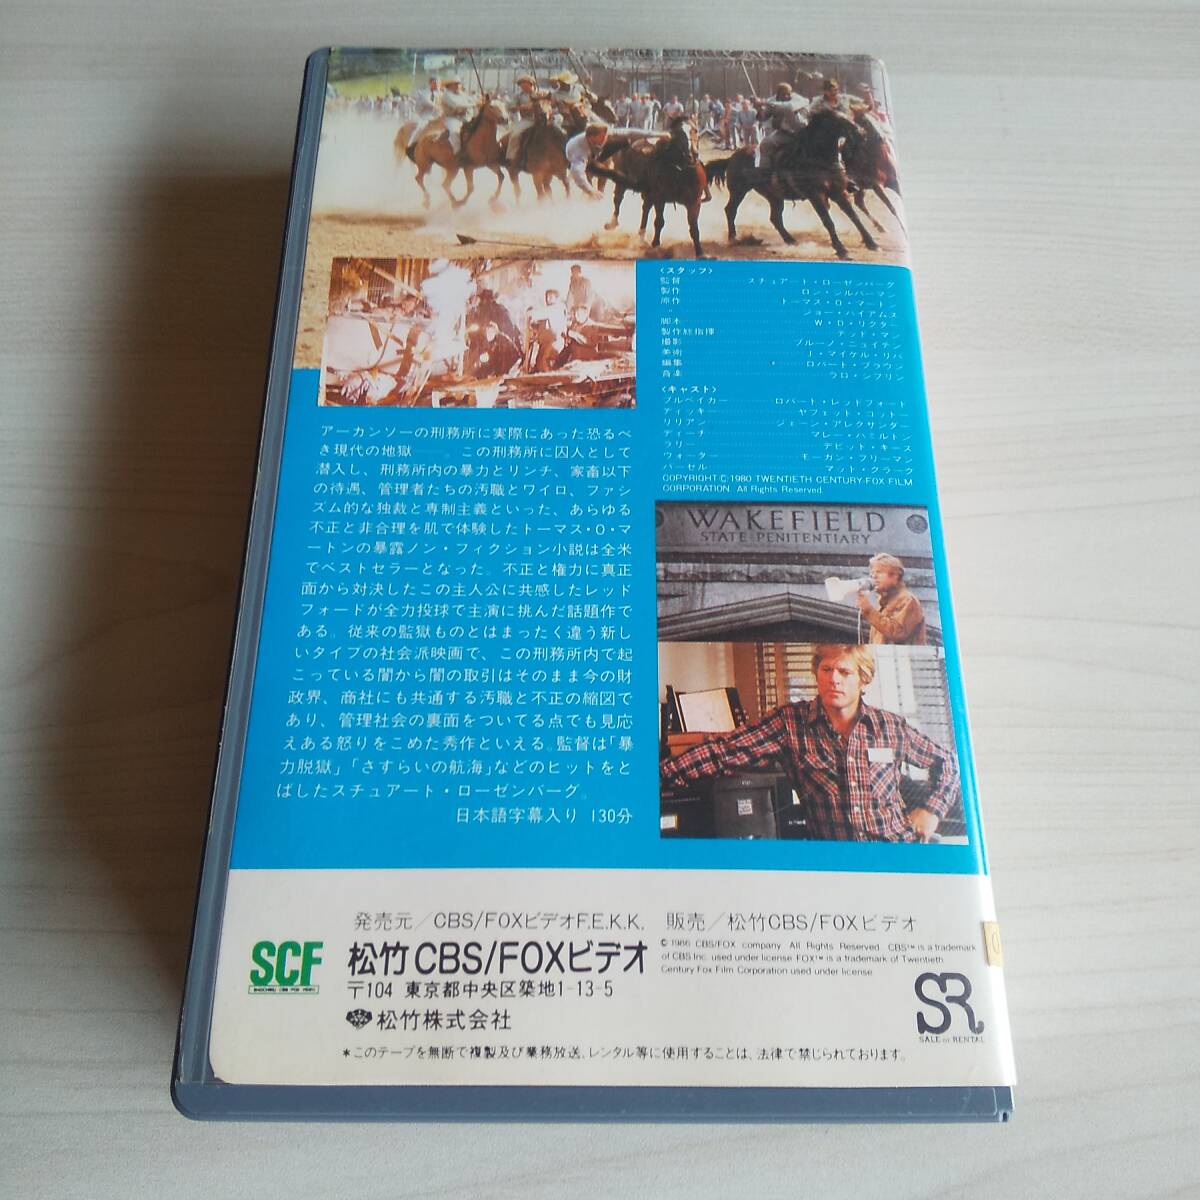 〈スタッフ〉
監督 スチュアート・ローゼンバーグ
製作 ロン・シルバーマン
原作 トーマス・O・マートン
〃 ジョー・ハイアムス
脚本 W・D・リクター
製作総指揮 テッド・マン
撮影 ブルーノ・ニュイテン
美術 J・マイケル・リバ
編集 ロバート・ブラウン
音楽 ラロ・シフリン
〈キャスト〉
ブルベイカー ロバート・レッドフォード
ディッキー ヤフェット・コットー
リリアン ジェーン・アレクサンダー
ディーチ マレー・ハミルトン
ラリー デビッド・キース
ウォーター モーガン・フリーマン
パーセル マット・クラーク
COPYRIGHT © 1980 TWENTIETH CENTURY-FOX FILM
CORPORATION. All Rights Reserved.
アーカンソーの刑務所に実際にあった恐るべ
き現代の地獄──。この刑務所に囚人として
潜入し、刑務所内の暴力とリンチ、家畜以下
の待遇、管理者たちの汚職とワイロ、ファシ
ズム的な独裁と専制主義といった、あらゆる
不正と非合理を肌で体験したトーマス・O・マ
ートンの暴露ノン・フィクション小説は全米
でベストセラーとなった。不正と権力に真正
面から対決したこの主人公に共感したレッド
フォードが全力投球で主演に挑んだ話題作で
ある。従来の監獄ものとはまったく違う新し
いタイプの社会派映画で、この刑務所内で起
こっている闇から闇の取引はそのまま今の財
政界、商社にも共通する汚職と不正の縮図で
あり、管理社会の裏面をついてる点でも見応
えある怒りをこめた秀作といえる。監督は「暴
力脱獄」「さすらいの航海」などのヒットをと
ばしたスチュアート・ローゼンバーグ。
日本語字幕入り 130分
WAKEFIELD
STATE PENITENTIARY
発売元／CBS/FOXビデオF.E.K.K. 販売／松竹CBS/FOXビデオ
SCF
SHOCHIKU CBS FOX VIDEO
松竹CBS/FOXビデオ
〒104 東京都中央区築地1-13-5
松竹株式会社
© 1986 CBS/FOX company. All Rights Reserved. CBS™ is a trademark
of CBS Inc. used under license. FOX™ is a trademark of Twentieth
Century Fox Film Corporation used under license.
SR
SALE or RENTAL
＊このテープを無断で複製及び業務放送、レンタル等に使用することは、法律で禁じられております。